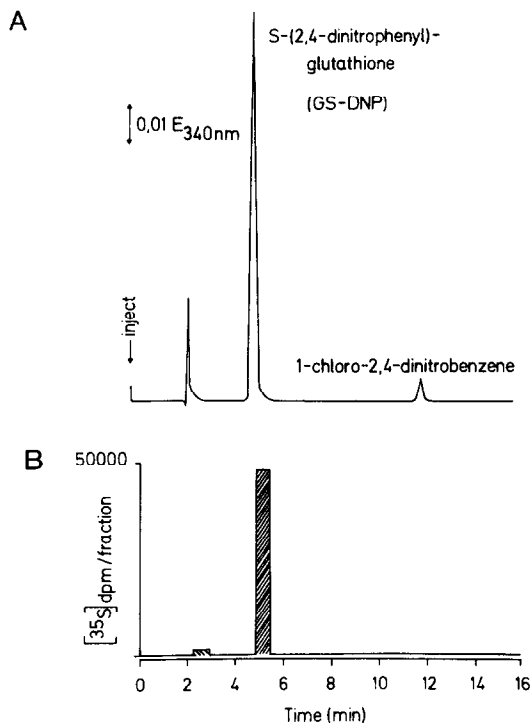 A
S-(2,4-dinitrophenyl)-
glutathione
(GS-DNP)
0,01 E340nm
inject
1-chloro-2,4-dinitrobenzene
B
50000
[35S] dpm/fraction
0 2 4 6 8 10 12 14 16
Time (min)